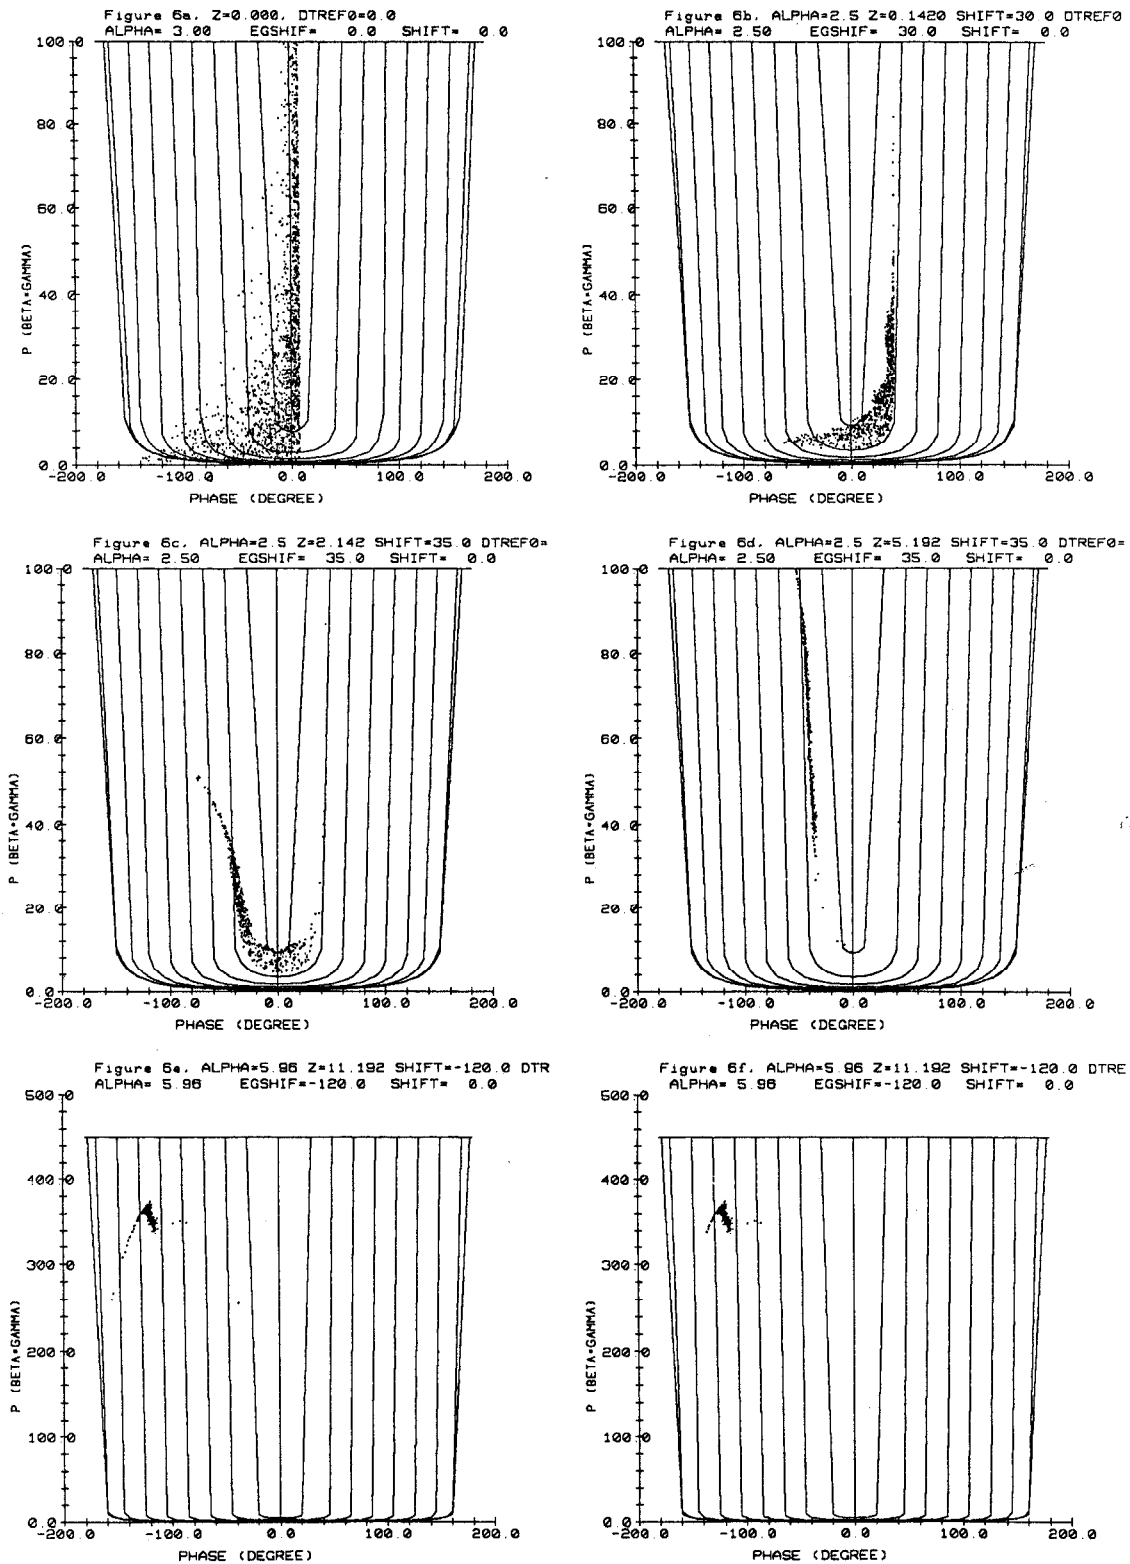 Figure 6a, Z=0.000, DTREF0=0.0
ALPHA= 3.00 EGSHIF= 0.0 SHIFT= 0.0
100.0
80.0
60.0
40.0
20.0
0.0
P (BETA*GAMMA)
-200.0 -100.0 0.0 100.0 200.0
PHASE (DEGREE)
Figure 6b, ALPHA=2.5 Z=0.1420 SHIFT=30.0 DTREF0
ALPHA= 2.50 EGSHIF= 30.0 SHIFT= 0.0
100.0
80.0
60.0
40.0
20.0
0.0
P (BETA*GAMMA)
-200.0 -100.0 0.0 100.0 200.0
PHASE (DEGREE)
Figure 6c, ALPHA=2.5 Z=2.142 SHIFT=35.0 DTREF0=
ALPHA= 2.50 EGSHIF= 35.0 SHIFT= 0.0
100.0
80.0
60.0
40.0
20.0
0.0
P (BETA*GAMMA)
-200.0 -100.0 0.0 100.0 200.0
PHASE (DEGREE)
Figure 6d, ALPHA=2.5 Z=5.192 SHIFT=35.0 DTREF0=
ALPHA= 2.50 EGSHIF= 35.0 SHIFT= 0.0
100.0
80.0
60.0
40.0
20.0
0.0
P (BETA*GAMMA)
-200.0 -100.0 0.0 100.0 200.0
PHASE (DEGREE)
Figure 6e, ALPHA=5.96 Z=11.192 SHIFT=-120.0 DTR
ALPHA= 5.96 EGSHIF=-120.0 SHIFT= 0.0
500.0
400.0
300.0
200.0
100.0
0.0
P (BETA*GAMMA)
-200.0 -100.0 0.0 100.0 200.0
PHASE (DEGREE)
Figure 6f, ALPHA=5.96 Z=11.192 SHIFT=-120.0 DTRE
ALPHA= 5.96 EGSHIF=-120.0 SHIFT= 0.0
500.0
400.0
300.0
200.0
100.0
0.0
P (BETA*GAMMA)
-200.0 -100.0 0.0 100.0 200.0
PHASE (DEGREE)